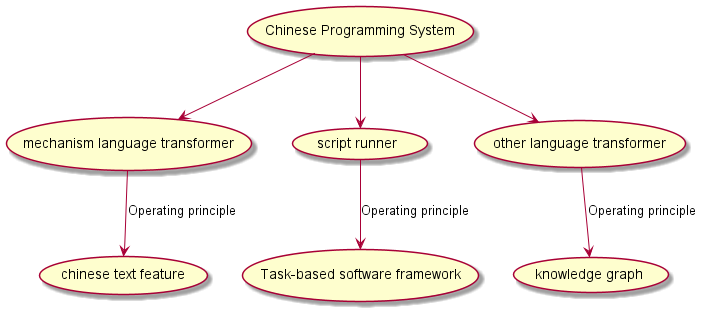 Chinese Programming System
mechanism language transformer
script runner
other language transformer
Operating principle
Operating principle
Operating principle
chinese text feature
Task-based software framework
knowledge graph